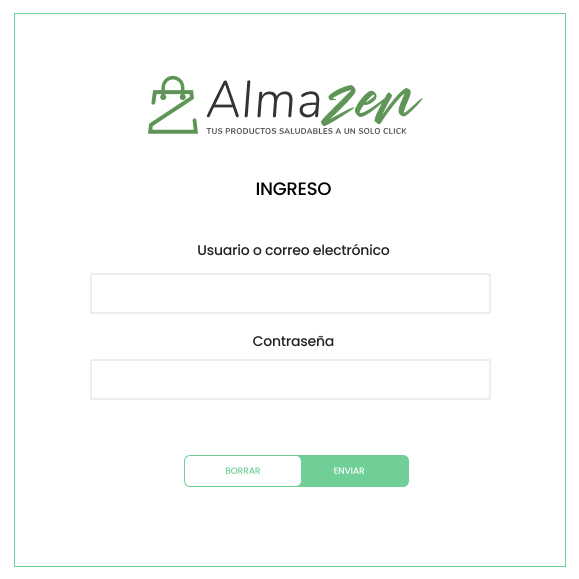 Almazen
TUS PRODUCTOS SALUDABLES A UN SOLO CLICK
INGRESO
Usuario o correo electrónico
Contraseña
BORRAR ENVIAR